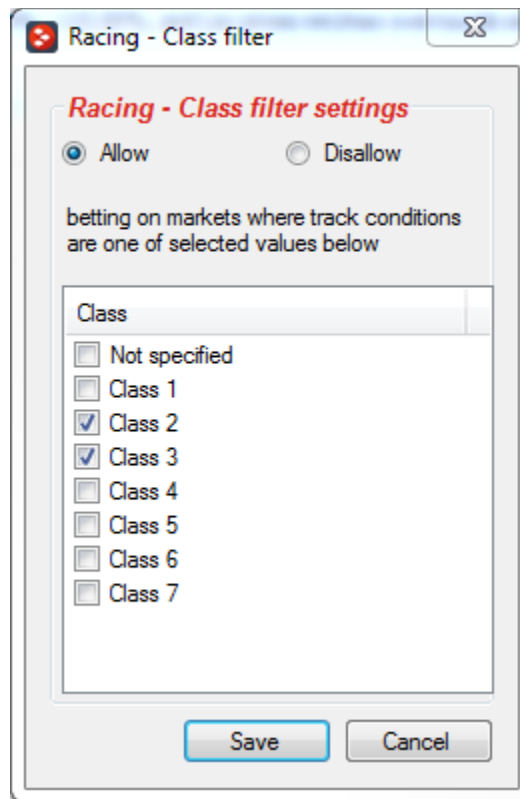 Racing - Class filter
Racing - Class filter settings
Allow
Disallow
betting on markets where track conditions
are one of selected values below
Class
Not specified
Class 1
Class 2
Class 3
Class 4
Class 5
Class 6
Class 7
Save
Cancel